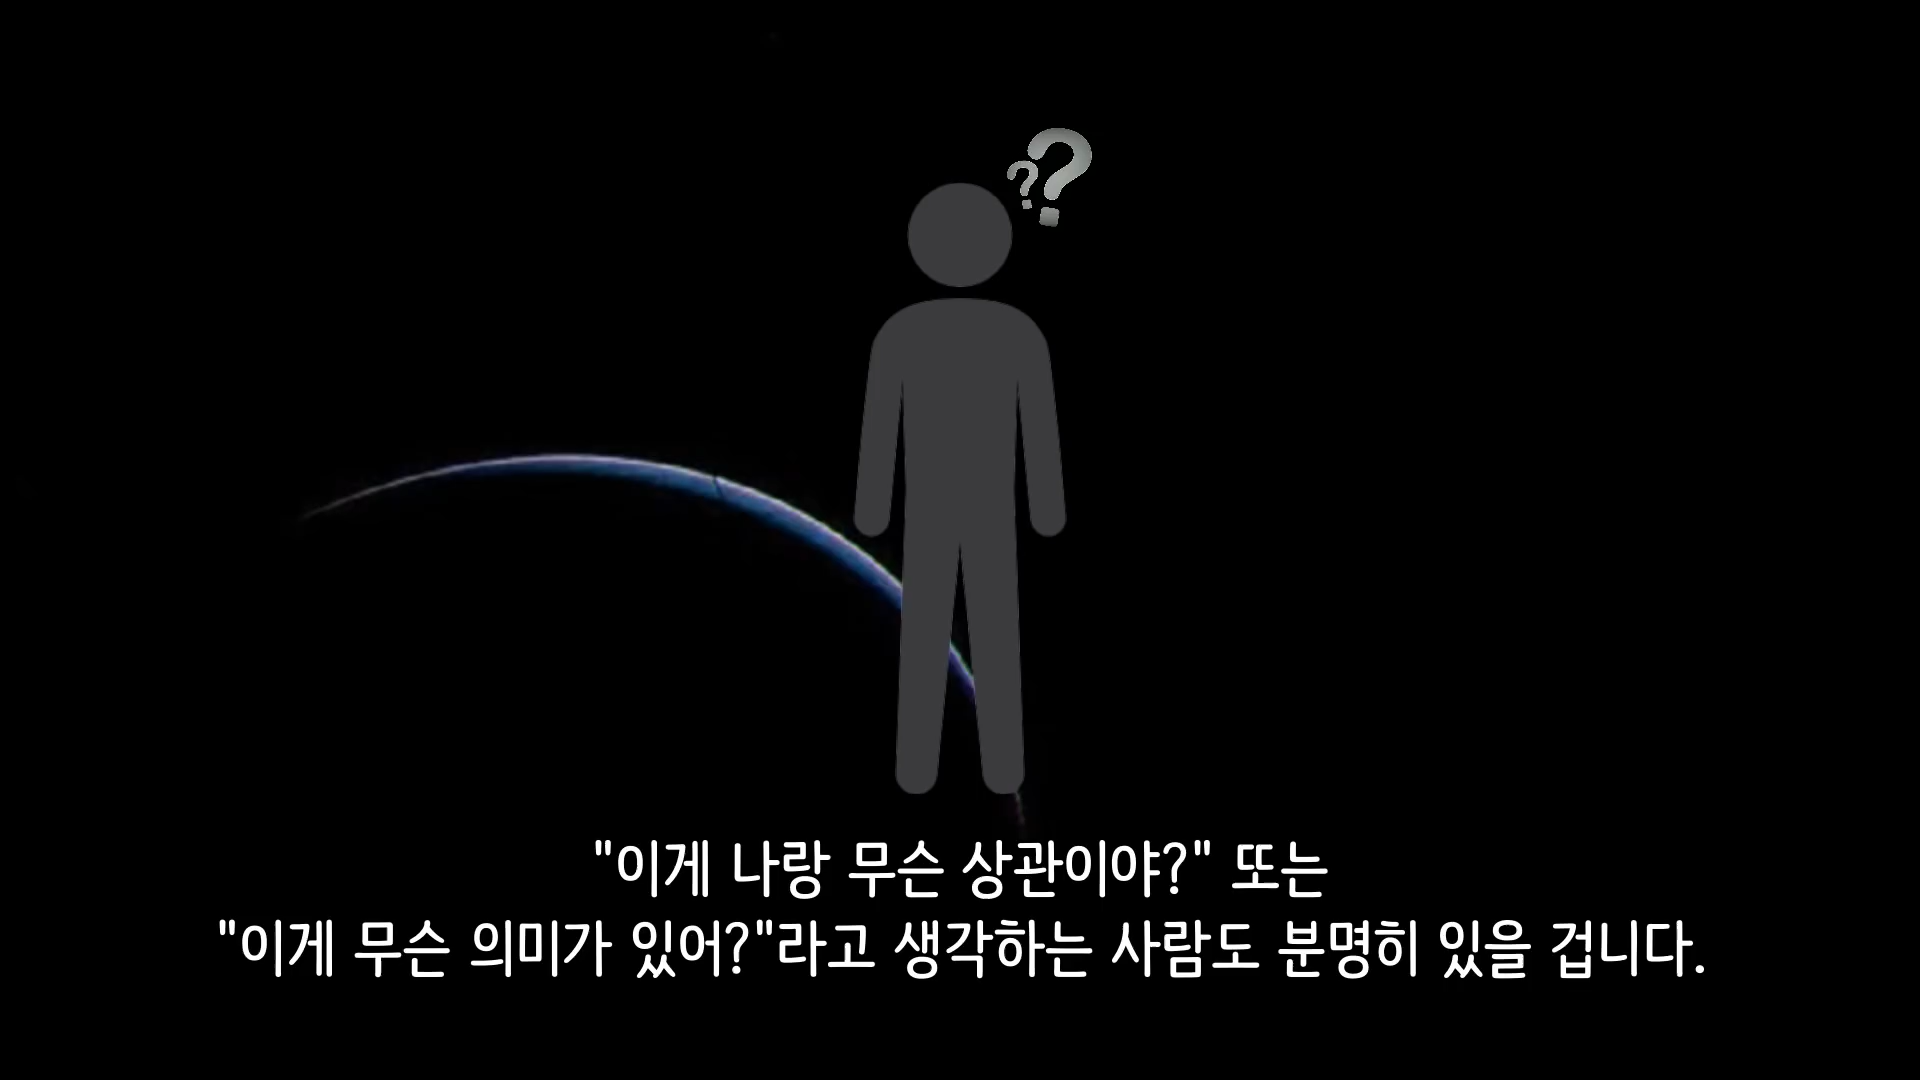 ??
"이게 나랑 무슨 상관이야?" 또는
"이게 무슨 의미가 있어?"라고 생각하는 사람도 분명히 있을 겁니다.